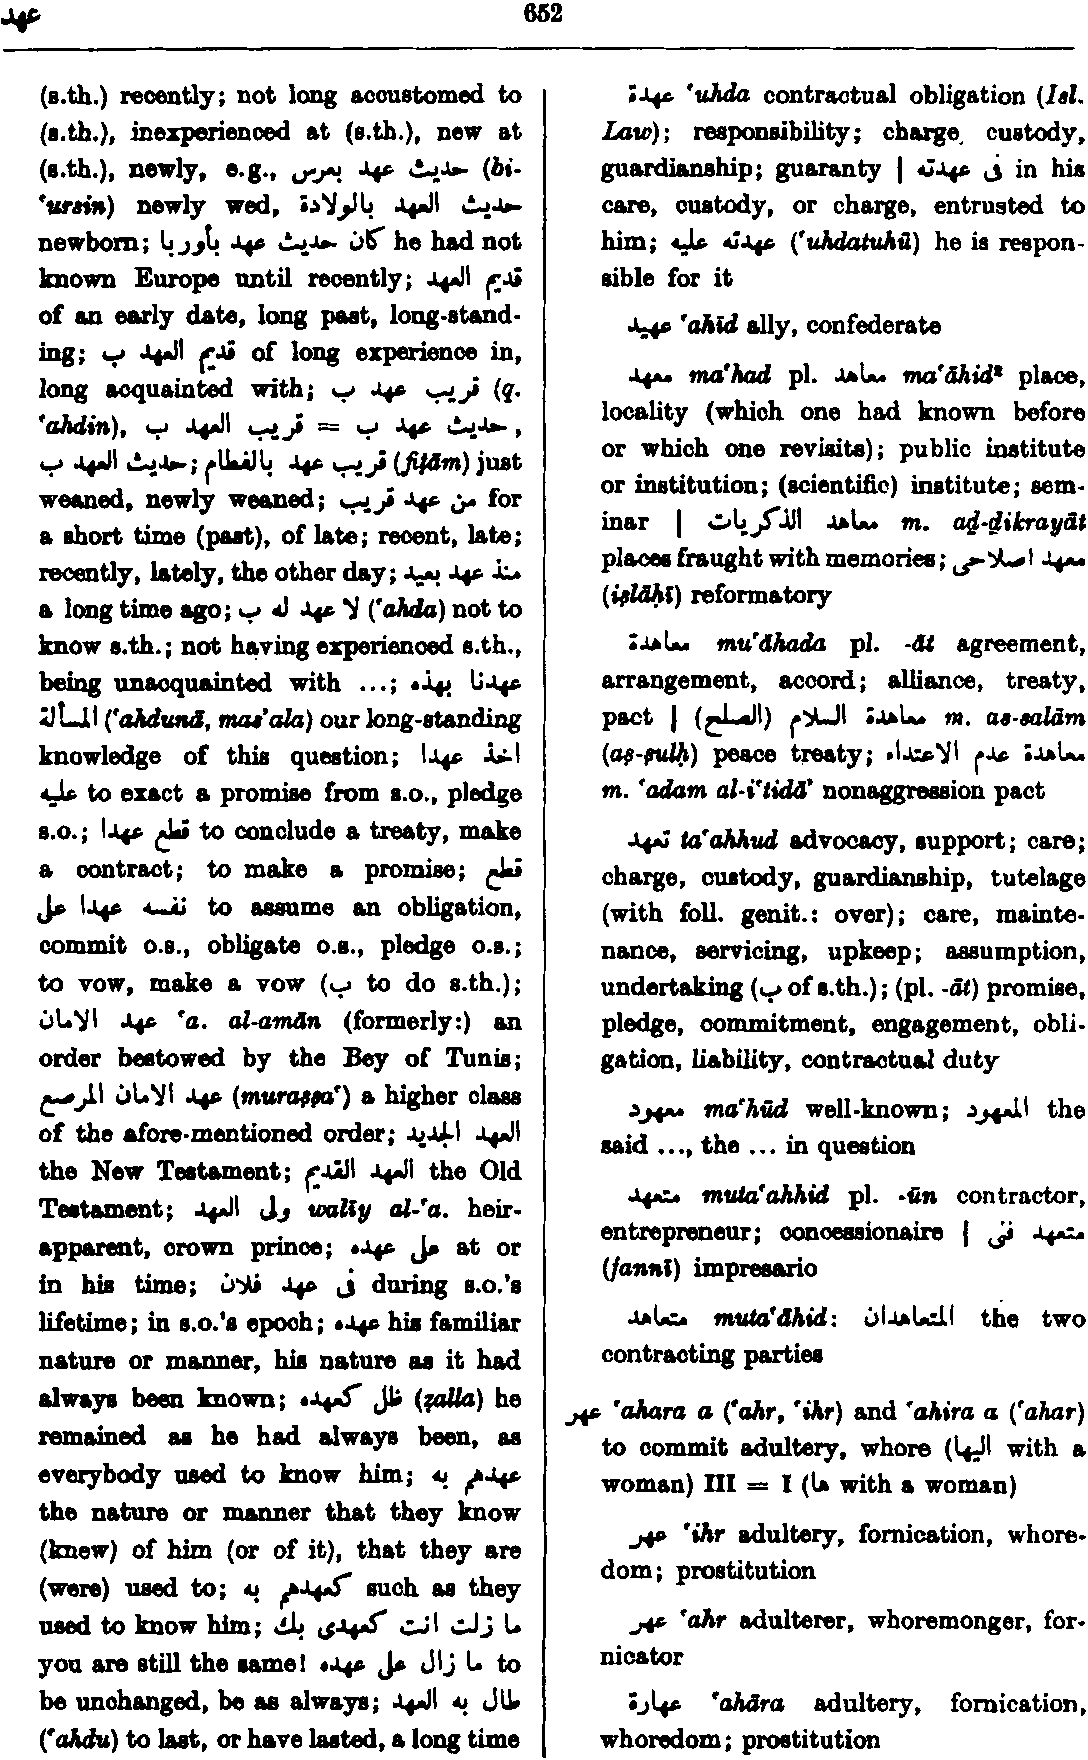 عهد
652
(s.th.) recently; not long accustomed to
(s.th.), inexperienced at (s.th.), new at
(s.th.), newly, e.g., حديث عهد بعرس (bi-
‘ursin) newly wed, حديث العهد بالولادة
newborn; كان حديث عهد بأوربا he had not
known Europe until recently; قديم العهد
of an early date, long past, long-stand-
ing; قديم العهد ب of long experience in,
long acquainted with; قريب عهد ب (q.
‘ahdin), حديث عهد ب = قريب العهد ب,
حديث العهد ب; قريب عهد بالفطام (fiṭām) just
weaned, newly weaned; من عهد قريب for
a short time (past), of late; recent, late;
recently, lately, the other day; منذ عهد بعيد
a long time ago; لا عهد له ب (‘ahda) not to
know s.th.; not having experienced s.th.,
being unacquainted with ...; عهدنا بهذه
المسألة (‘ahdunā, mas’ala) our long-standing
knowledge of this question; اخذ عهدا
عليه to exact a promise from s.o., pledge
s.o.; قطع عهدا to conclude a treaty, make
a contract; to make a promise; قطع
نفسه عهدا على to assume an obligation,
commit o.s., obligate o.s., pledge o.s.;
to vow, make a vow (ب to do s.th.);
عهد الامان ‘a. al-amān (formerly:) an
order bestowed by the Bey of Tunis;
عهد الامان المرصع (muraṣṣa‘) a higher class
of the afore-mentioned order; العهد الجديد
the New Testament; العهد القديم the Old
Testament; ولى العهد walīy al-‘a. heir-
apparent, crown prince; على عهده at or
in his time; فى عهد فلان during s.o.'s
lifetime; in s.o.'s epoch; عهده his familiar
nature or manner, his nature as it had
always been known; ظل كعهده (ẓalla) he
remained as he had always been, as
everybody used to know him; عهدهم به
the nature or manner that they know
(knew) of him (or of it), that they are
(were) used to; كعهدهم به such as they
used to know him; ما زلت انت كعهدى بك
you are still the same! ما زال على عهده to
be unchanged, be as always; طال به العهد
(‘ahdu) to last, or have lasted, a long time
عهدة ‘uhda contractual obligation (Isl.
Law); responsibility; charge, custody,
guardianship; guaranty | فى عهدته in his
care, custody, or charge, entrusted to
him; عهدته عليه (‘uhdatuhū) he is respon-
sible for it
عهيد ‘ahīd ally, confederate
معهد ma‘had pl. معاهد ma‘āhid² place,
locality (which one had known before
or which one revisits); public institute
or institution; (scientific) institute; sem-
inar | معاهد الذكريات m. aḏ-ḏikrayāt
places fraught with memories; معهد اصلاحى
(iṣlāḥī) reformatory
معاهدة mu‘āhada pl. -āt agreement,
arrangement, accord; alliance, treaty,
pact | معاهدة السلام (الصلح) m. as-salām
(aṣ-ṣulḥ) peace treaty; معاهدة عدم الاعتداء
m. ‘adam al-i‘tidā’ nonaggression pact
تعهد ta‘ahhud advocacy, support; care;
charge, custody, guardianship, tutelage
(with foll. genit.: over); care, mainte-
nance, servicing, upkeep; assumption,
undertaking (ب of s.th.); (pl. -āt) promise,
pledge, commitment, engagement, obli-
gation, liability, contractual duty
معهود ma‘hūd well-known; المعهود the
said ..., the ... in question
متعهد muta‘ahhid pl. -ūn contractor,
entrepreneur; concessionaire | متعهد فنى
(fannī) impresario
متعاهد muta‘āhid: المتعاهدان the two
contracting parties
عهر ‘ahara a (‘ahr, ‘ihr) and ‘ahira a (‘ahar)
to commit adultery, whore (اليها with a
woman) III = I (ها with a woman)
عهر ‘ihr adultery, fornication, whore-
dom; prostitution
عهر ‘ahr adulterer, whoremonger, for-
nicator
عهارة ‘ahāra adultery, fornication,
whoredom; prostitution